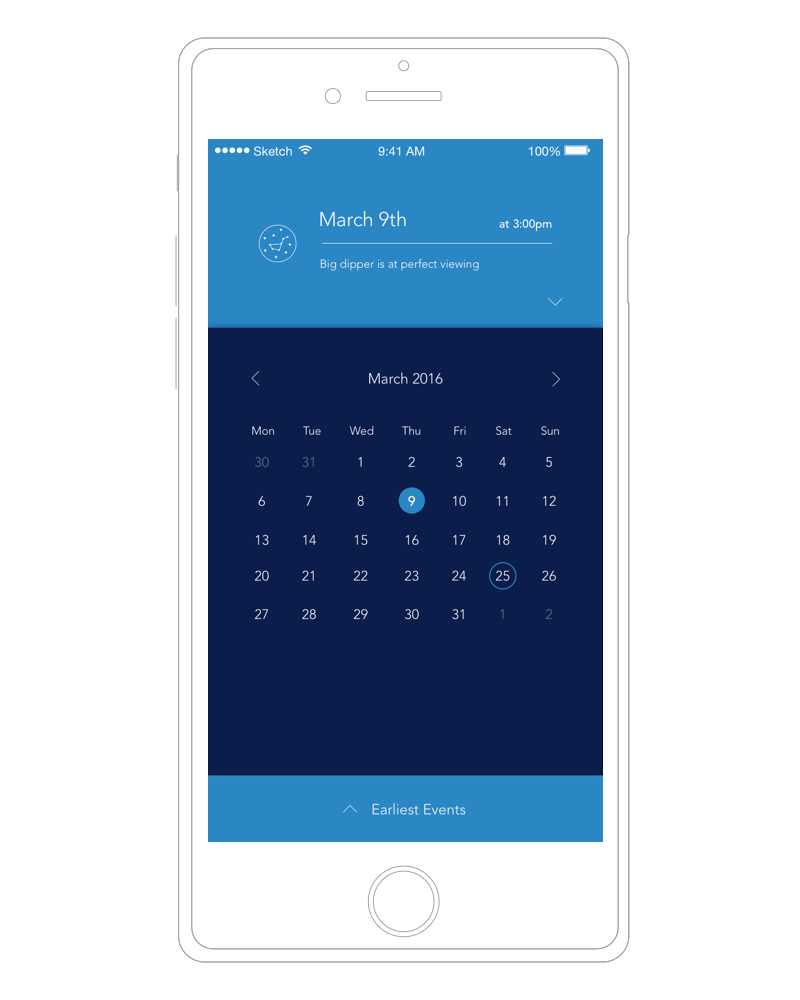 Sketch 9:41 AM 100%
March 9th at 3:00pm
Big dipper is at perfect viewing
March 2016
Mon Tue Wed Thu Fri Sat Sun
30 31 1 2 3 4 5
6 7 8 9 10 11 12
13 14 15 16 17 18 19
20 21 22 23 24 25 26
27 28 29 30 31 1 2
Earliest Events